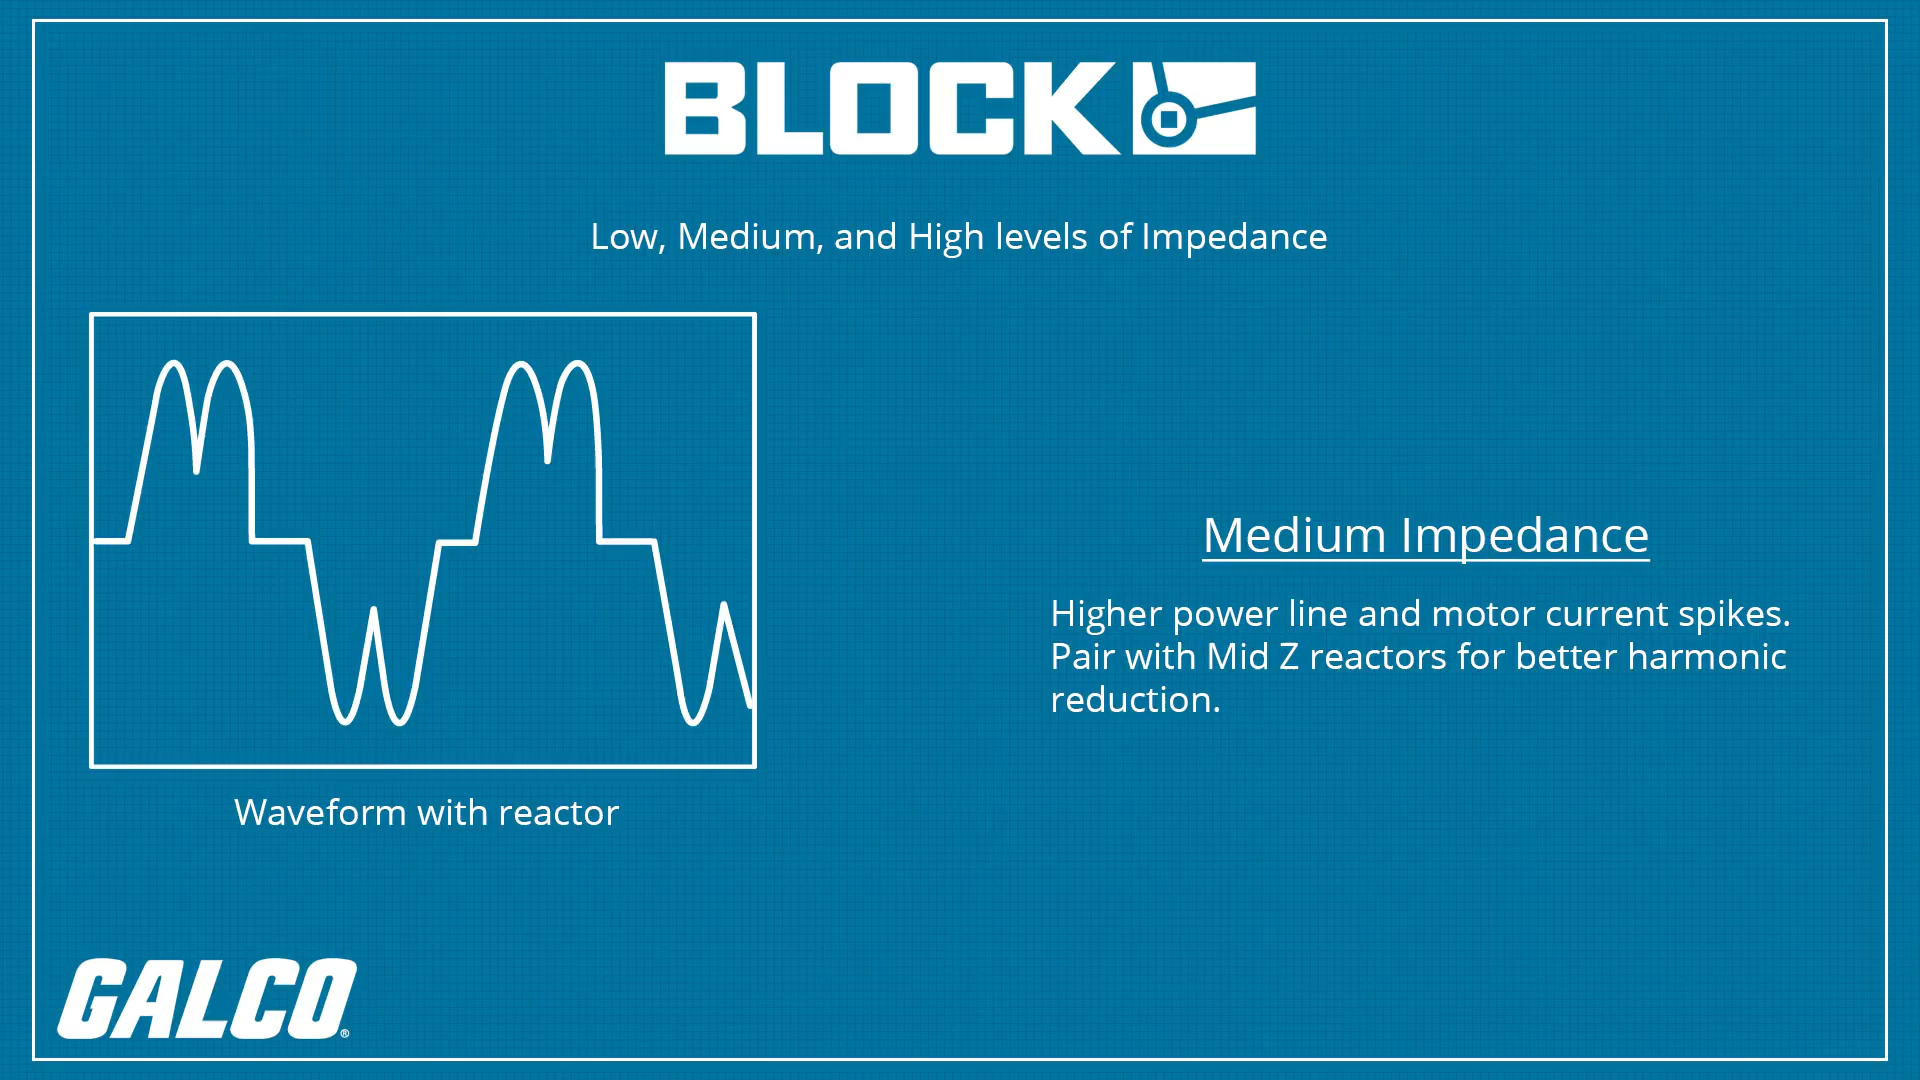 BLOCK
Low, Medium, and High levels of Impedance
Medium Impedance
Higher power line and motor current spikes.
Pair with Mid Z reactors for better harmonic
reduction.
Waveform with reactor
GALCO®